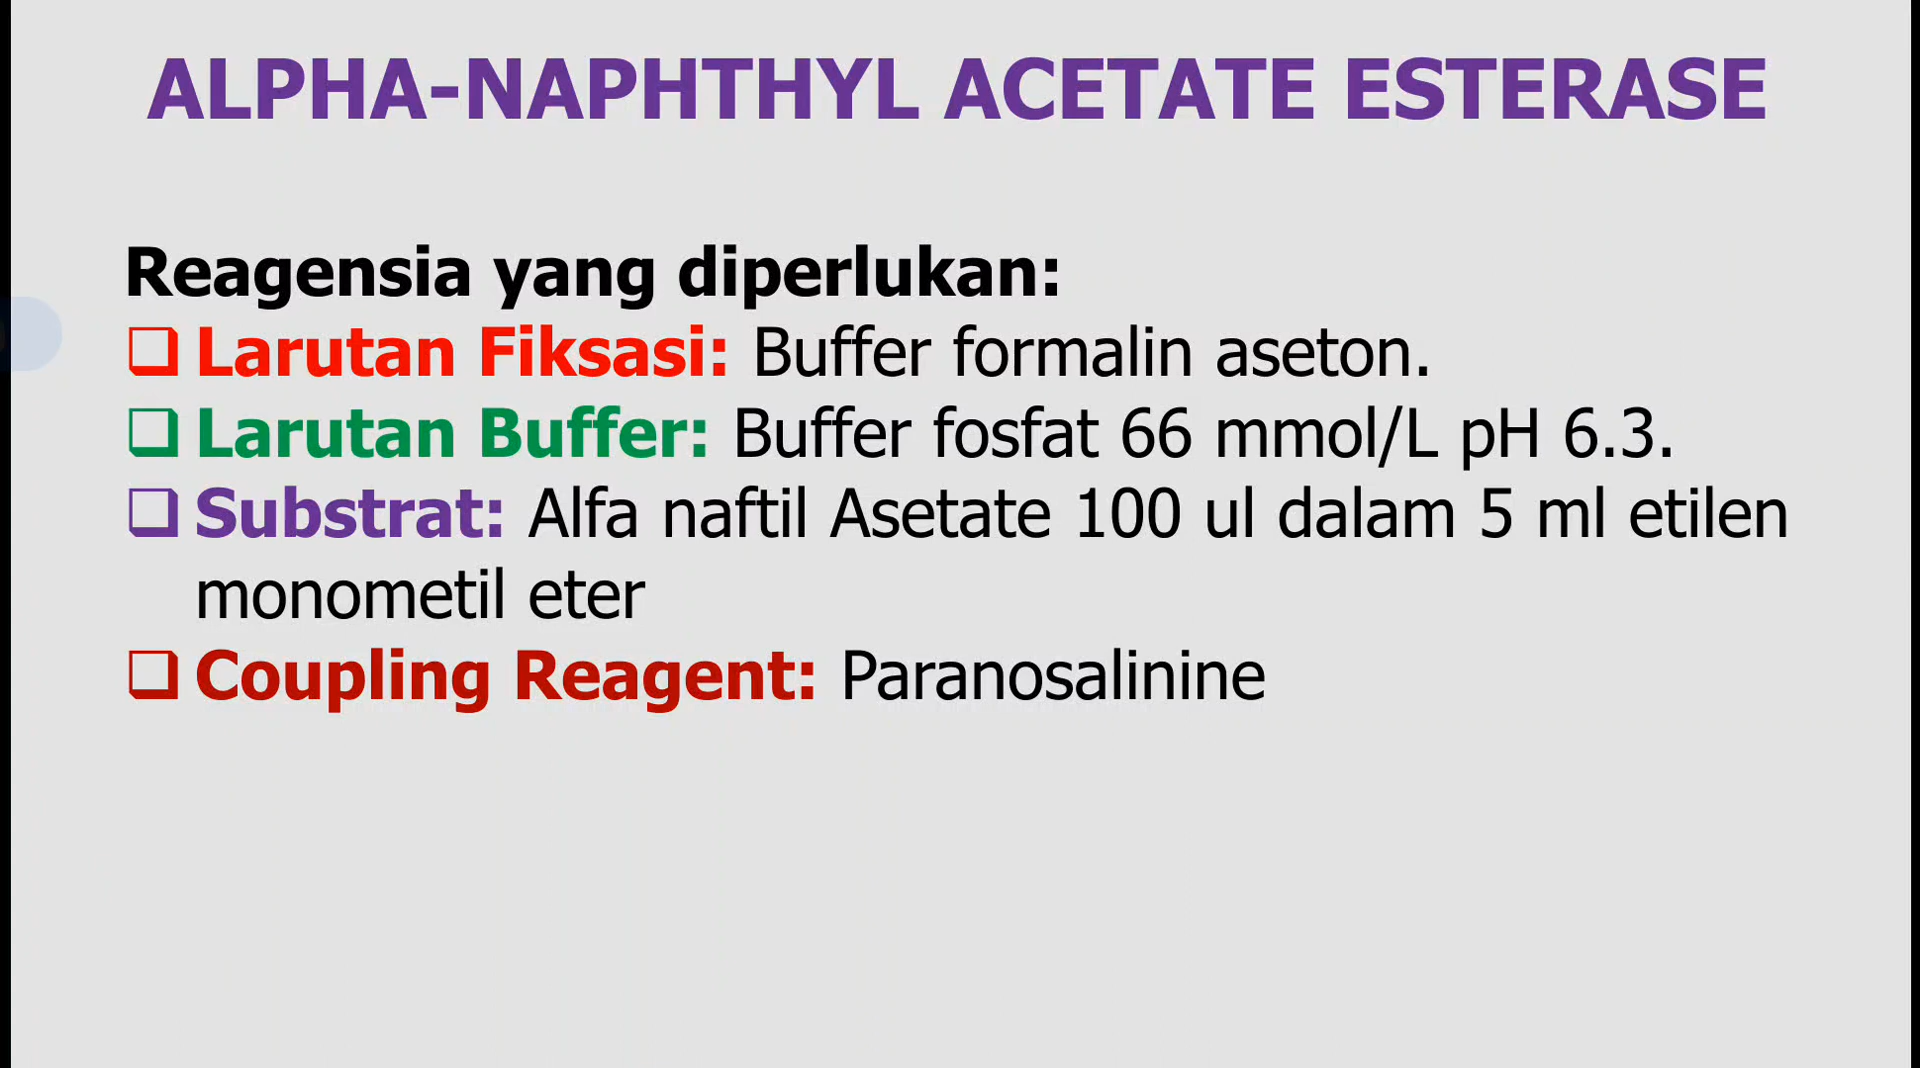 ALPHA-NAPHTHYL ACETATE ESTERASE
Reagensia yang diperlukan:
❑ Larutan Fiksasi: Buffer formalin aseton.
❑ Larutan Buffer: Buffer fosfat 66 mmol/L pH 6.3.
❑ Substrat: Alfa naftil Asetate 100 ul dalam 5 ml etilen
monometil eter
❑ Coupling Reagent: Paranosalinine